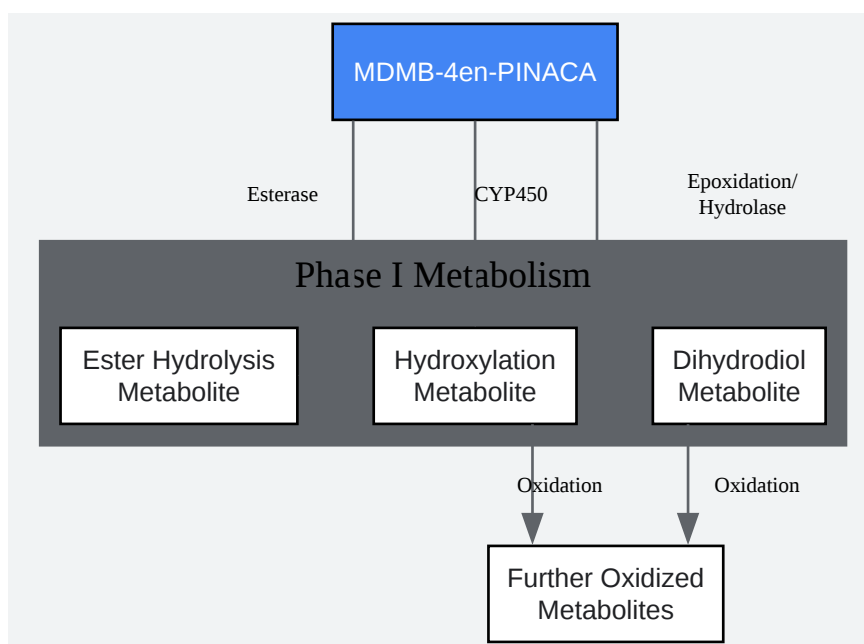 MDMB-4en-PINACA
Esterase
CYP450
Epoxidation/
Hydrolase
Phase I Metabolism
Ester Hydrolysis
Metabolite
Hydroxylation
Metabolite
Dihydrodiol
Metabolite
Oxidation
Oxidation
Further Oxidized
Metabolites